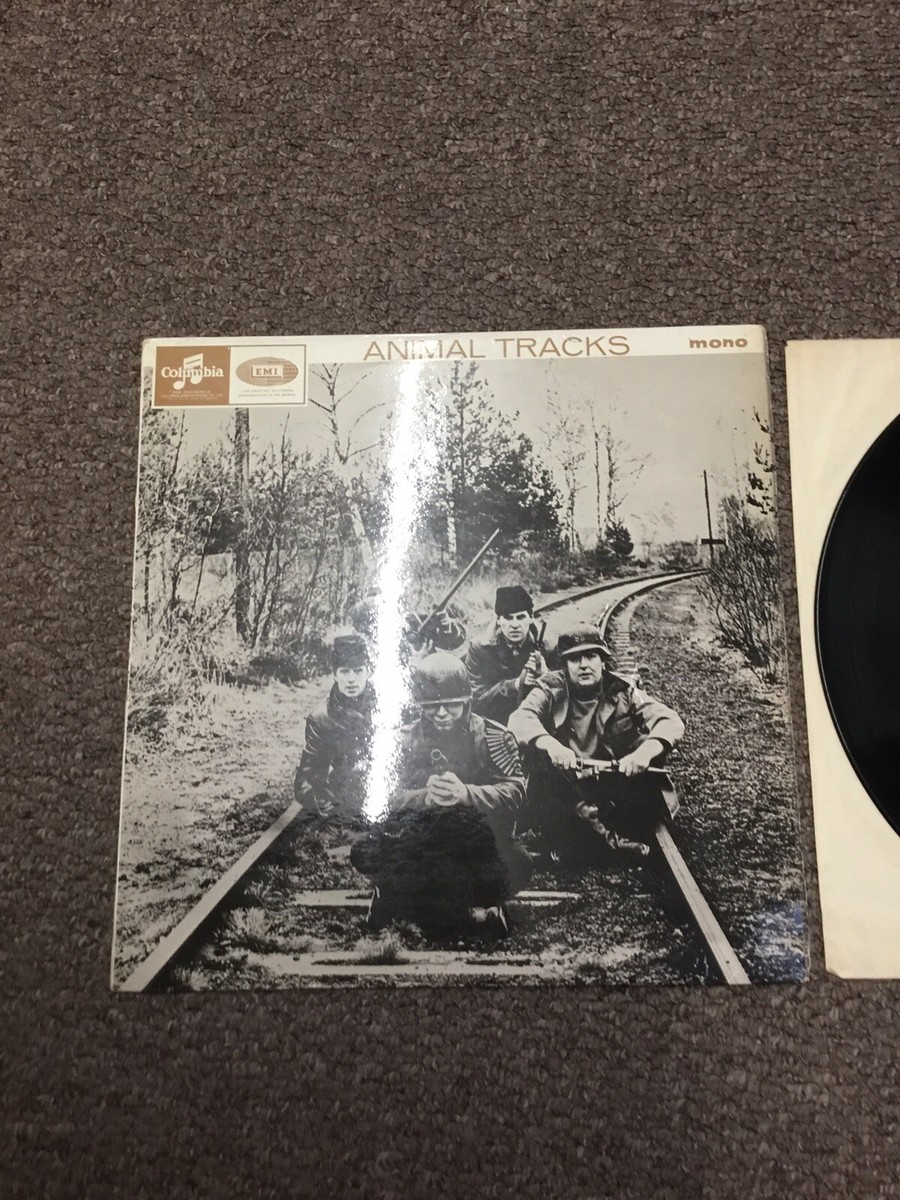 ANIMAL TRACKS
mono
Columbia
EMI